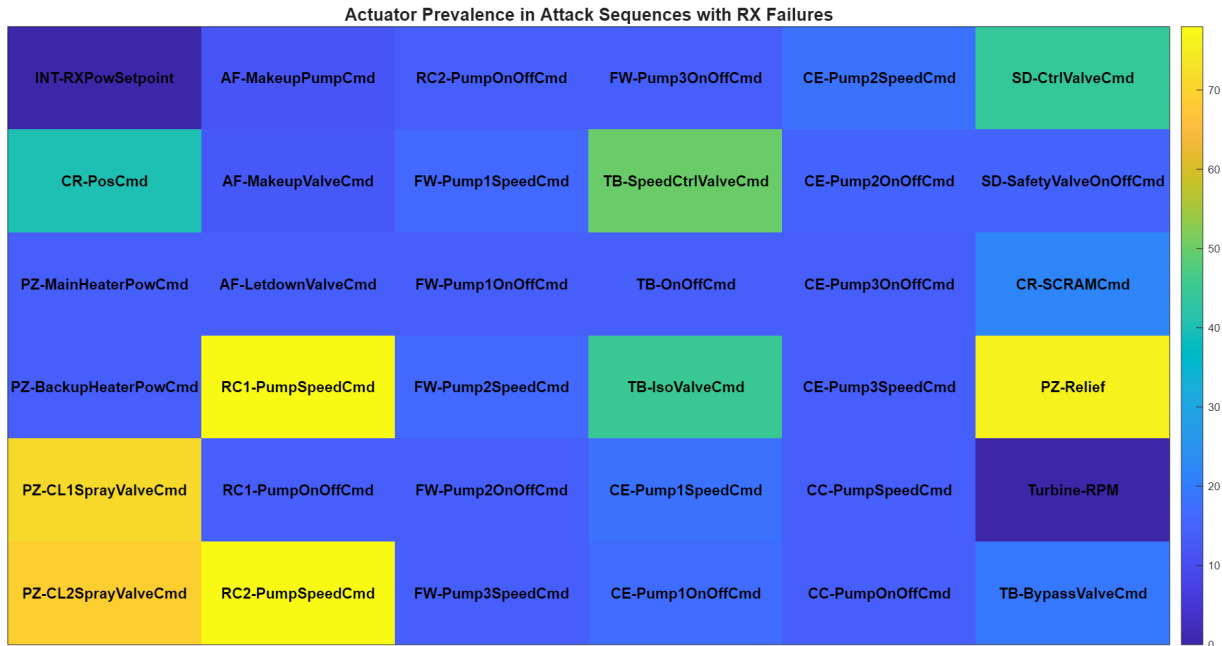 Actuator Prevalence in Attack Sequences with RX Failures
INT-RXPowSetpoint AF-MakeupPumpCmd RC2-PumpOnOffCmd FW-Pump3OnOffCmd CE-Pump2SpeedCmd SD-CtrlValveCmd
CR-PosCmd AF-MakeupValveCmd FW-Pump1SpeedCmd TB-SpeedCtrlValveCmd CE-Pump2OnOffCmd SD-SafetyValveOnOffCmd
PZ-MainHeaterPowCmd AF-LetdownValveCmd FW-Pump1OnOffCmd TB-OnOffCmd CE-Pump3OnOffCmd CR-SCRAMCmd
PZ-BackupHeaterPowCmd RC1-PumpSpeedCmd FW-Pump2SpeedCmd TB-IsoValveCmd CE-Pump3SpeedCmd PZ-Relief
PZ-CL1SprayValveCmd RC1-PumpOnOffCmd FW-Pump2OnOffCmd CE-Pump1SpeedCmd CC-PumpSpeedCmd Turbine-RPM
PZ-CL2SprayValveCmd RC2-PumpSpeedCmd FW-Pump3SpeedCmd CE-Pump1OnOffCmd CC-PumpOnOffCmd TB-BypassValveCmd
70
60
50
40
30
20
10
0